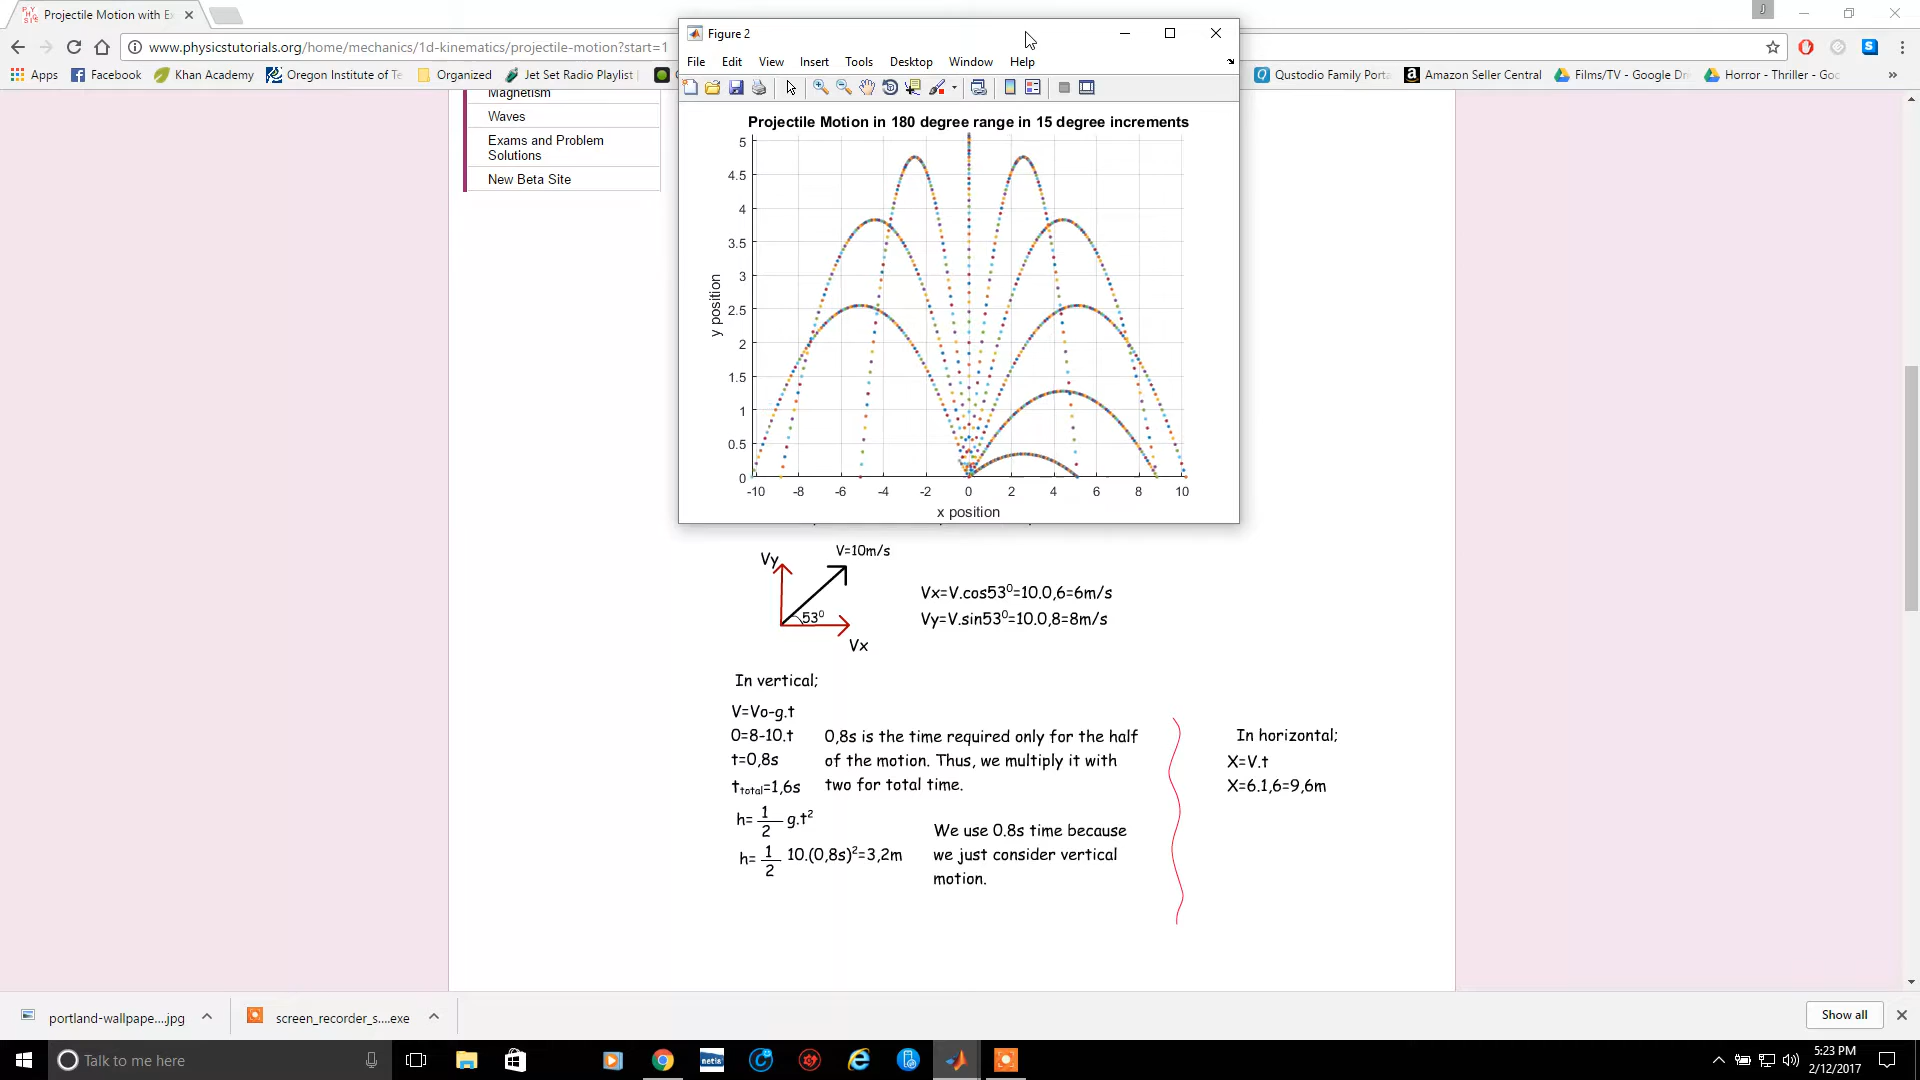 Projectile Motion with Ex
J
www.physicstutorials.org/home/mechanics/1d-kinematics/projectile-motion?start=1
Apps
Facebook
Khan Academy
Oregon Institute of Te
Organized
Jet Set Radio Playlist
Qustodio Family Porta
Amazon Seller Central
Films/TV - Google Dri
Horror - Thriller - Goo
»
Magnetism
Waves
Exams and Problem
Solutions
New Beta Site
Figure 2
File Edit View Insert Tools Desktop Window Help
Projectile Motion in 180 degree range in 15 degree increments
5
4.5
4
3.5
3
2.5
2
1.5
1
0.5
0
y position
-10 -8 -6 -4 -2 0 2 4 6 8 10
x position
Vy
V=10m/s
53⁰
Vx
Vx=V.cos53⁰=10.0,6=6m/s
Vy=V.sin53⁰=10.0,8=8m/s
In vertical;
V=Vo-g.t
0=8-10.t
t=0,8s
ttotal=1,6s
0,8s is the time required only for the half
of the motion. Thus, we multiply it with
two for total time.
h= 1/2 g.t²
h= 1/2 10.(0,8s)²=3,2m
We use 0.8s time because
we just consider vertical
motion.
In horizontal;
X=V.t
X=6.1,6=9,6m
portland-wallpape....jpg
screen_recorder_s....exe
Show all
Talk to me here
netis
5:23 PM
2/12/2017